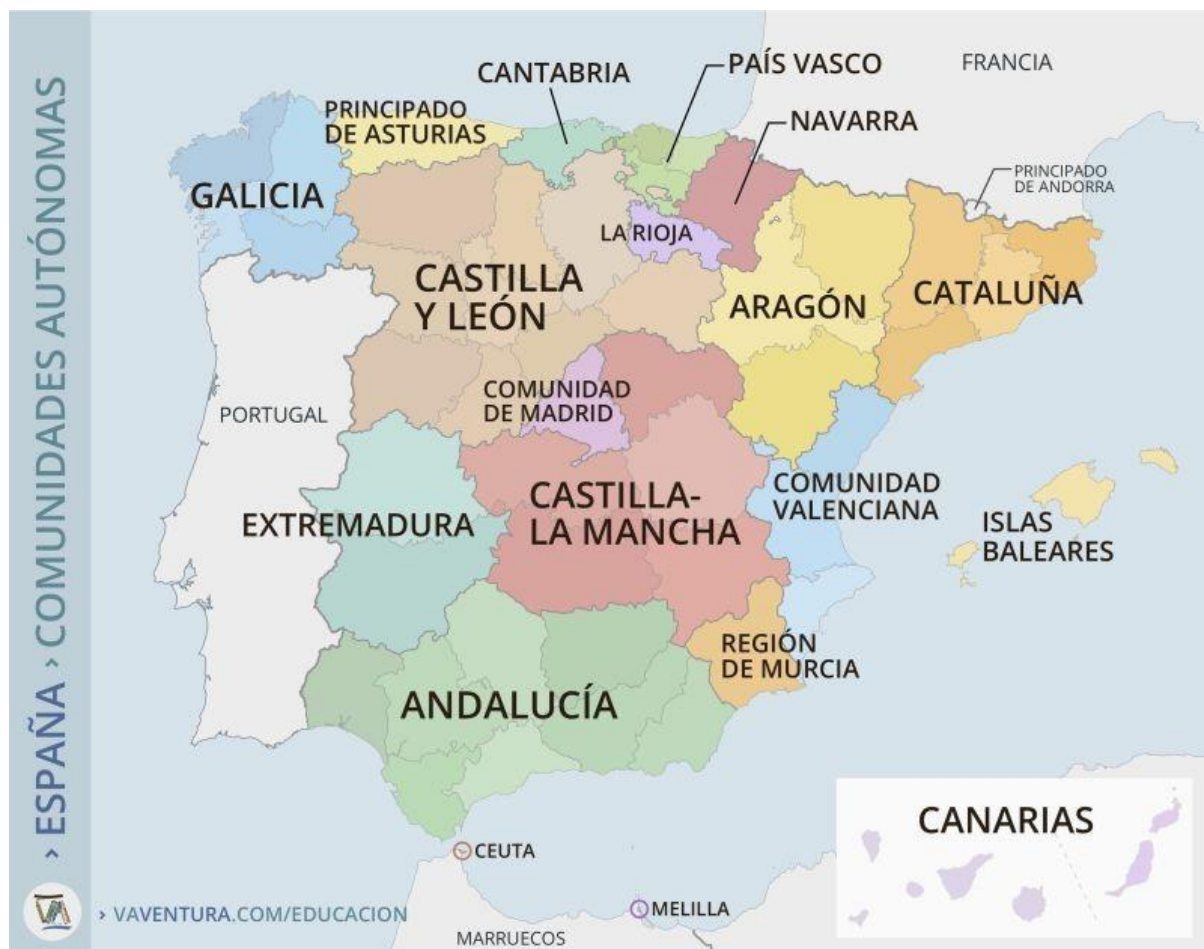 > ESPAÑA > COMUNIDADES AUTÓNOMAS
CANTABRIA
PAÍS VASCO
FRANCIA
PRINCIPADO
DE ASTURIAS
NAVARRA
PRINCIPADO
DE ANDORRA
GALICIA
LA RIOJA
CASTILLA
Y LEÓN
ARAGÓN
CATALUÑA
COMUNIDAD
DE MADRID
PORTUGAL
COMUNIDAD
VALENCIANA
CASTILLA-
LA MANCHA
EXTREMADURA
ISLAS
BALEARES
REGIÓN
DE MURCIA
ANDALUCÍA
CANARIAS
CEUTA
MELILLA
> VAVENTURA.COM/EDUCACION
MARRUECOS